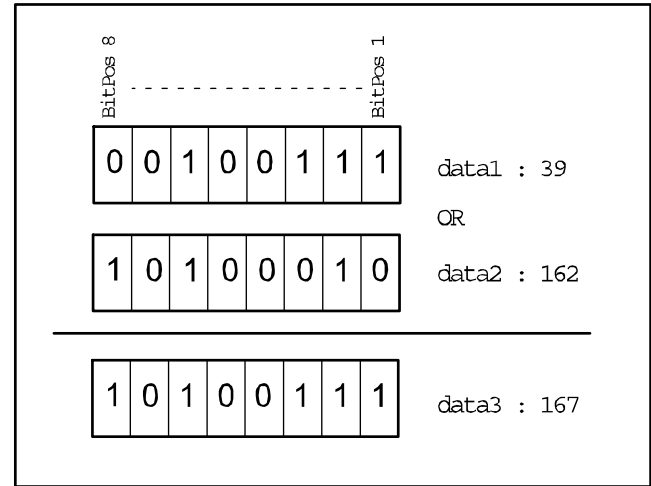 BitPos 8 BitPos 1
0 0 1 0 0 1 1 1 data1 : 39
OR
1 0 1 0 0 0 1 0 data2 : 162
1 0 1 0 0 1 1 1 data3 : 167